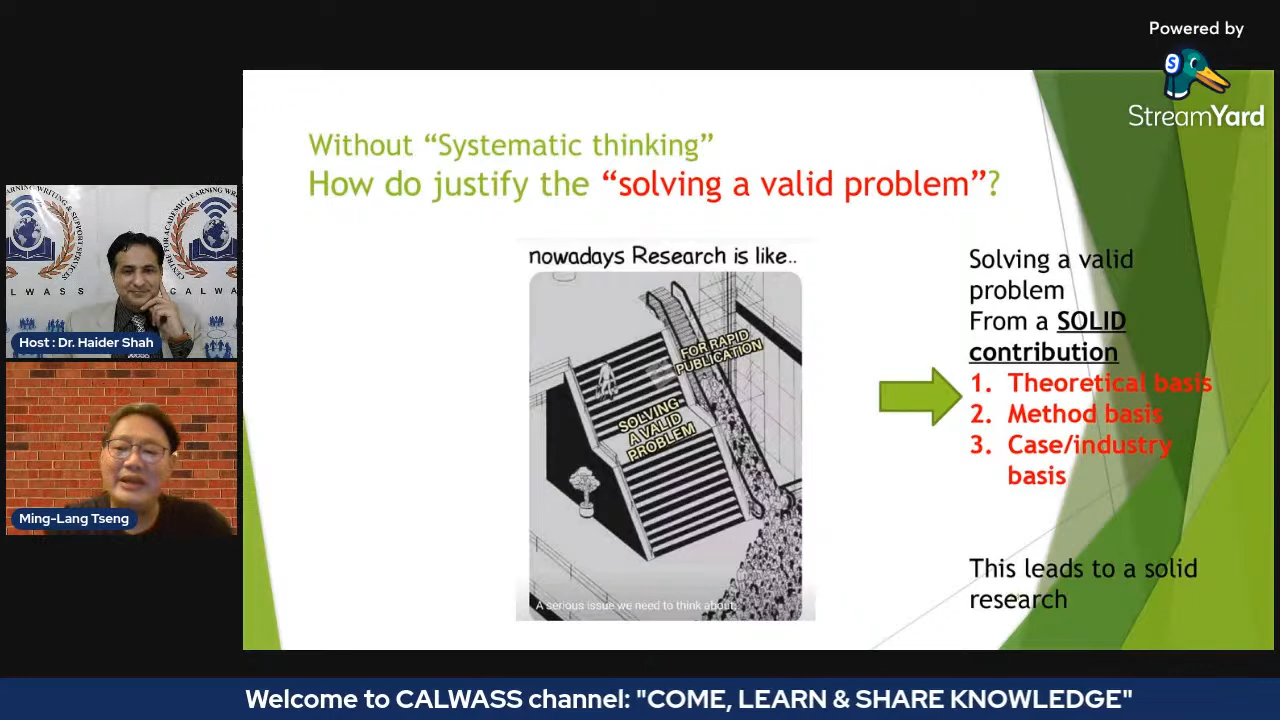 Powered by
StreamYard
Without “Systematic thinking”
How do justify the “solving a valid problem”?
nowadays Research is like..
FOR RAPID
PUBLICATION
SOLVING
A VALID
PROBLEM
A serious issue we need to think about.
Solving a valid
problem
From a SOLID
contribution
1. Theoretical basis
2. Method basis
3. Case/industry
basis
This leads to a solid
research
Host : Dr. Haider Shah
Ming-Lang Tseng
Welcome to CALWASS channel: "COME, LEARN & SHARE KNOWLEDGE"